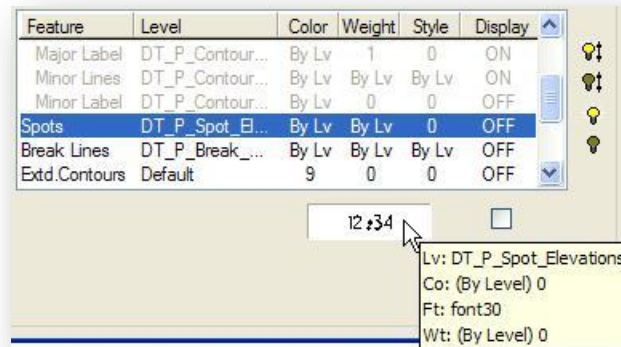 Feature Level Color Weight Style Display
Major Label DT_P_Contour... By Lv 1 0 ON
Minor Lines DT_P_Contour... By Lv By Lv By Lv ON
Minor Label DT_P_Contour... By Lv 0 0 OFF
Spots DT_P_Spot_El... By Lv By Lv 0 OFF
Break Lines DT_P_Break_... By Lv By Lv By Lv OFF
Extd.Contours Default 9 0 0 OFF
12.34
Lv: DT_P_Spot_Elevations
Co: (By Level) 0
Ft: font30
Wt: (By Level) 0